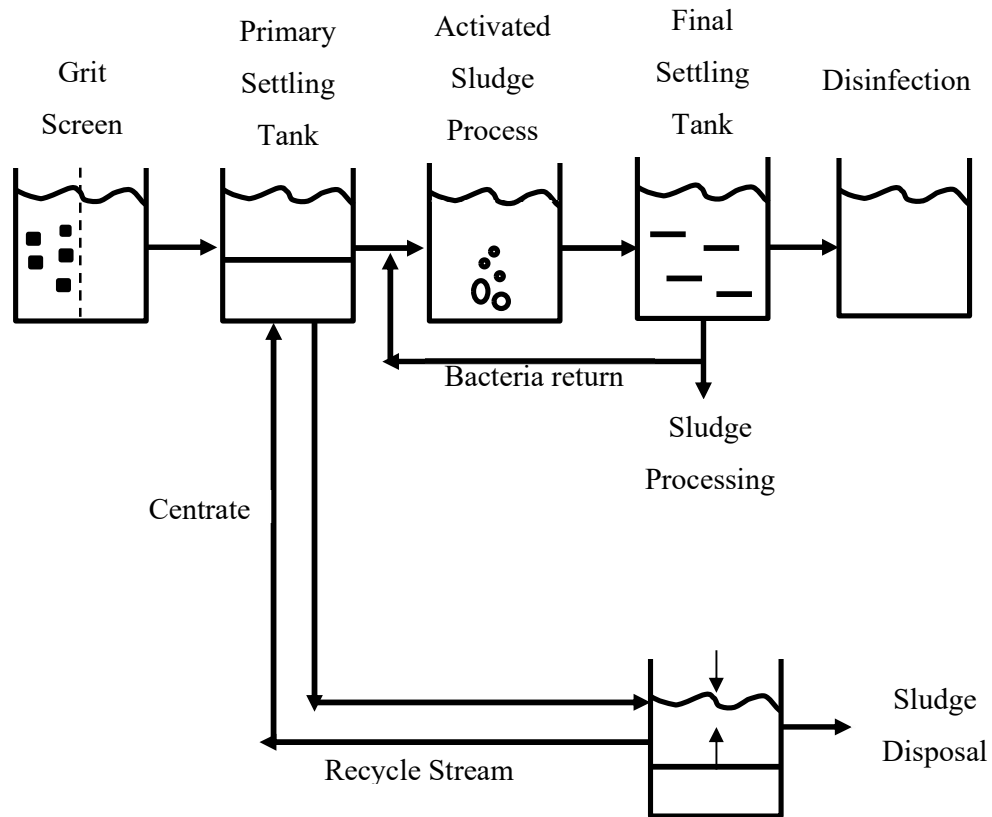 Grit
Screen
Primary
Settling
Tank
Activated
Sludge
Process
Final
Settling
Tank
Disinfection
Bacteria return
Sludge
Processing
Centrate
Recycle Stream
Sludge
Disposal